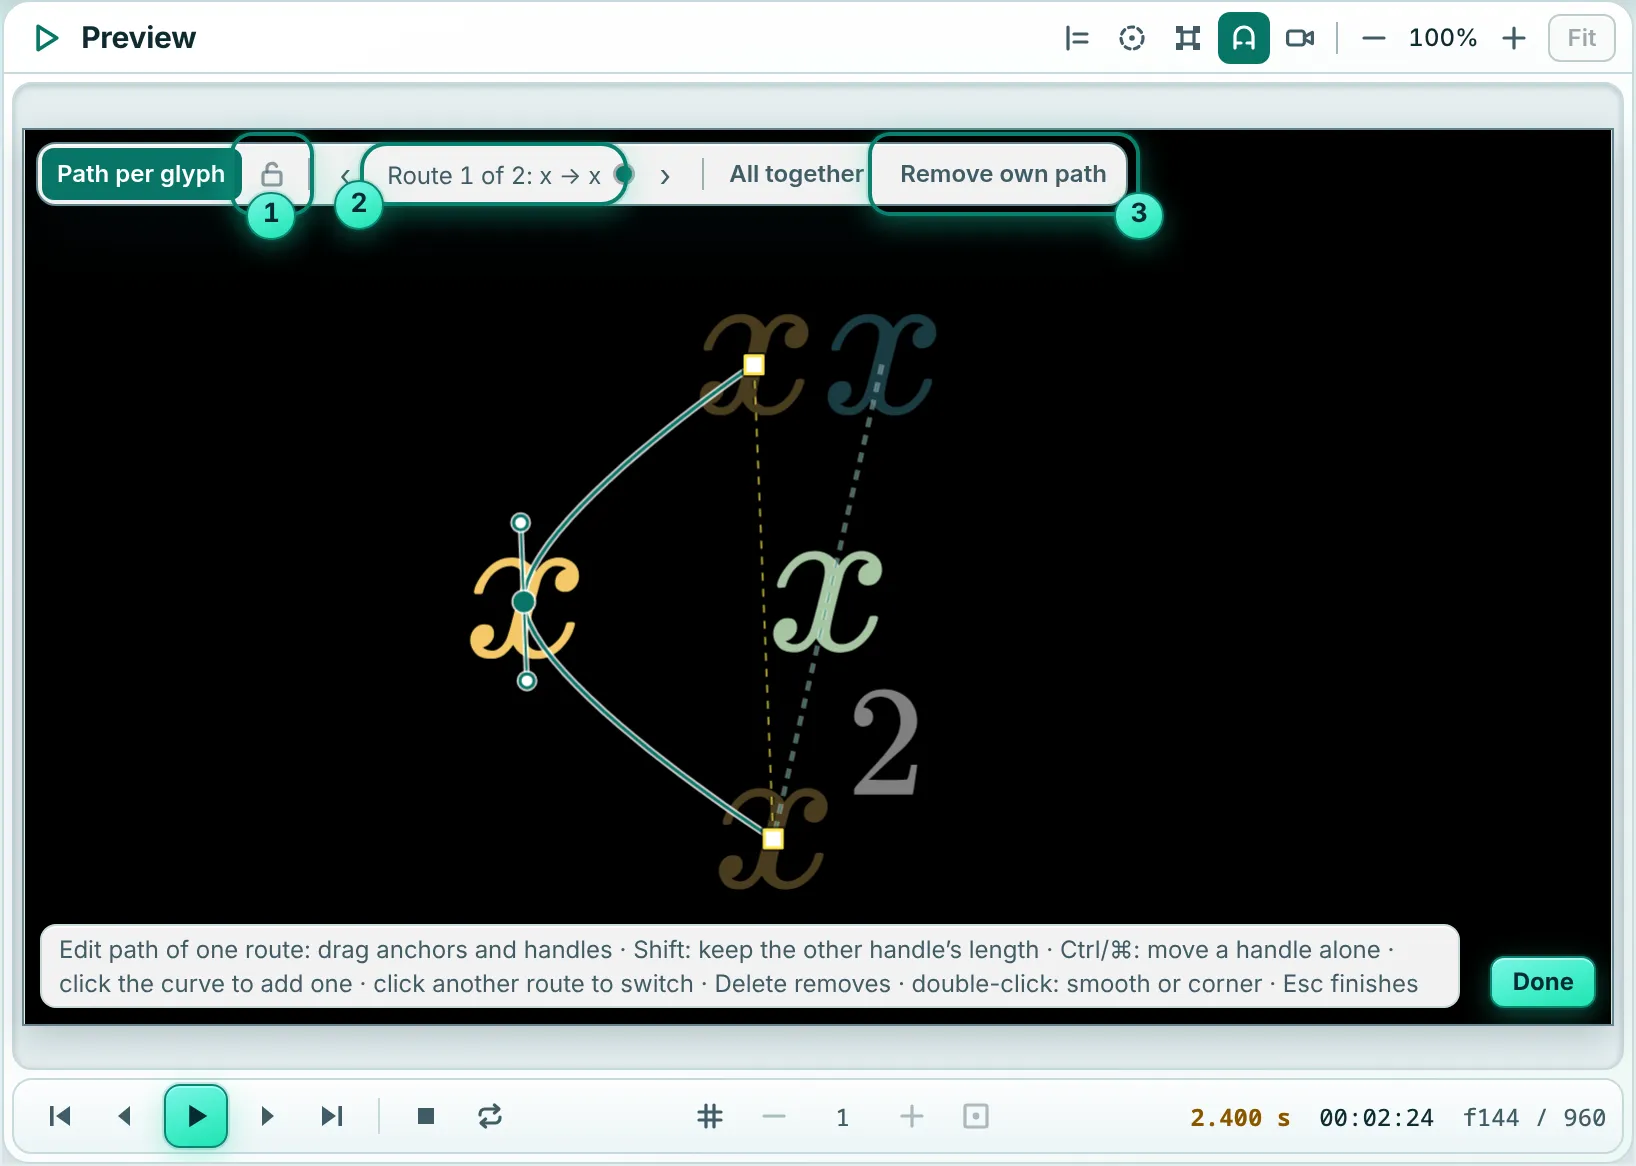 Preview
100%
Fit
Path per glyph
Route 1 of 2: x → x
All together
Remove own path
1
2
3
x x
x x
2
x
Edit path of one route: drag anchors and handles · Shift: keep the other handle’s length · Ctrl/⌘: move a handle alone ·
click the curve to add one · click another route to switch · Delete removes · double-click: smooth or corner · Esc finishes
Done
1
2.400 s
00:02:24
f144 / 960